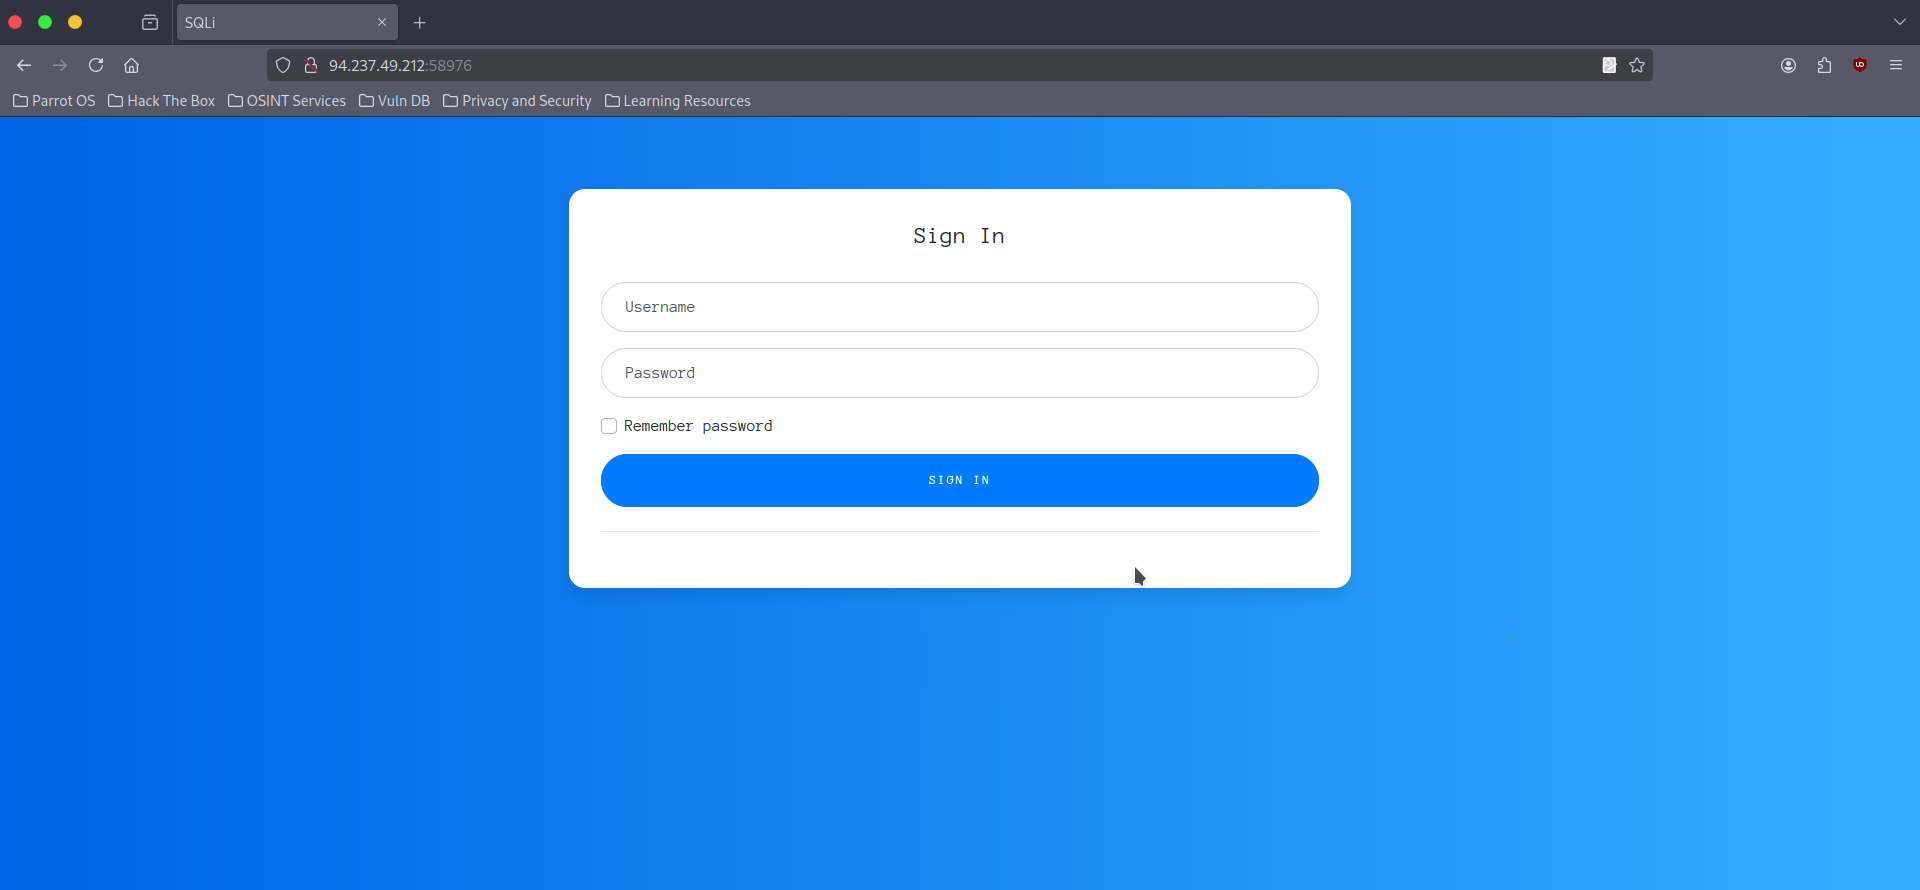 SQLi
94.237.49.212:58976
Parrot OS Hack The Box OSINT Services Vuln DB Privacy and Security Learning Resources
Sign In
Username
Password
Remember password
SIGN IN